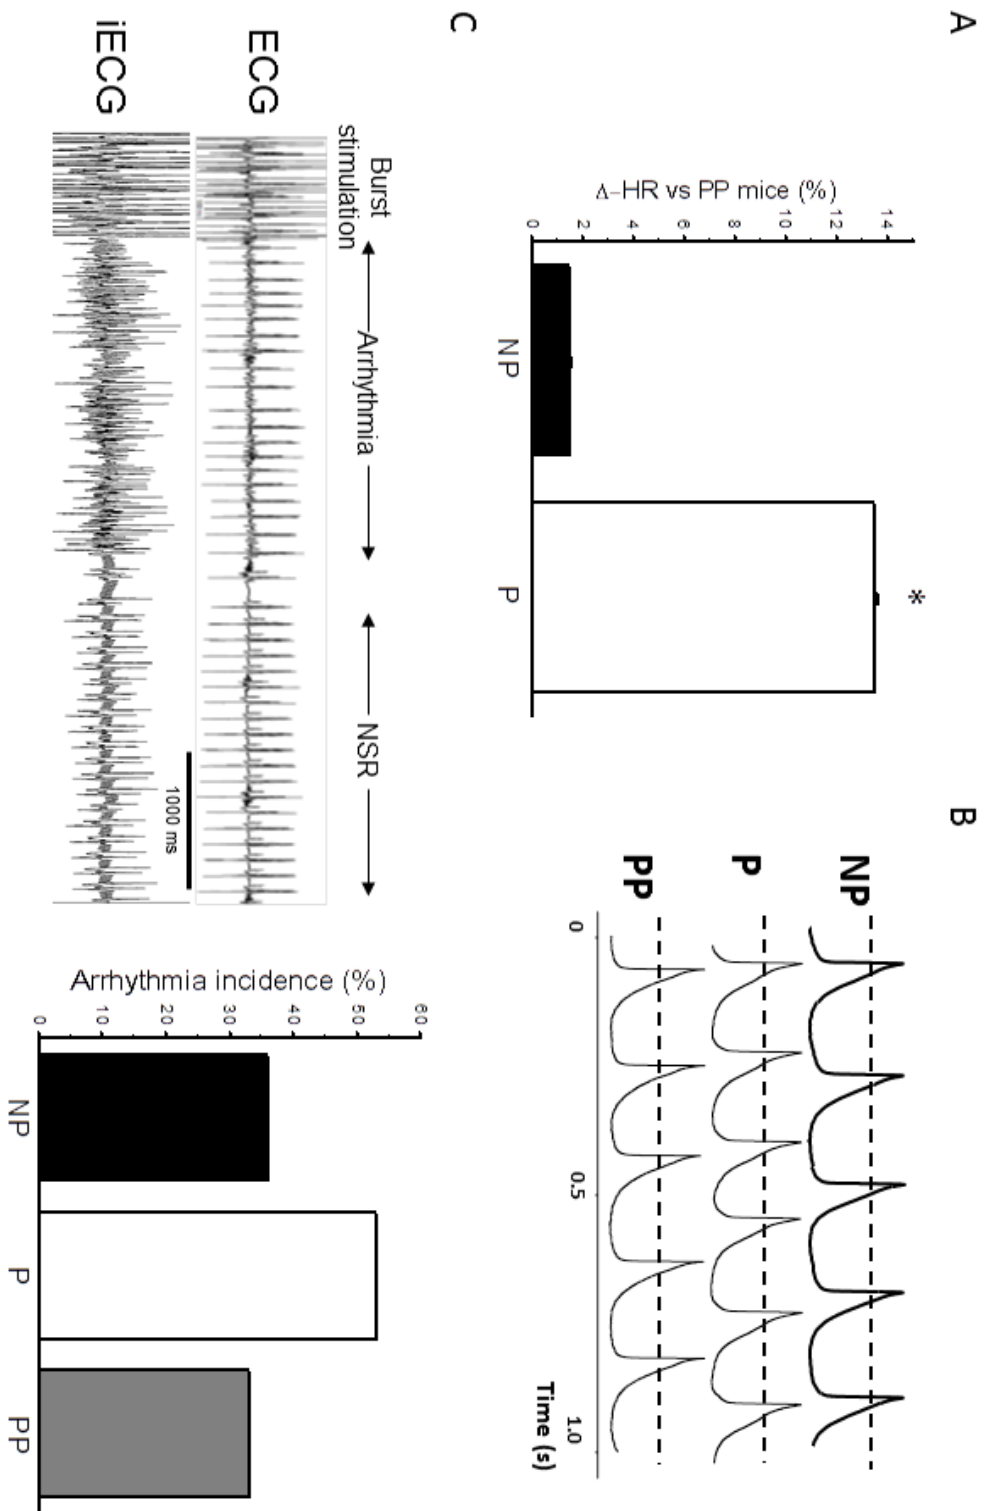 A
Δ-HR vs PP mice (%)
0
2
4
6
8
10
12
14
NP
P
*
B
NP
P
PP
0
0.5
1.0
Time (s)
C
Burst
stimulation
Arrhythmia
NSR
ECG
iECG
1000 ms
Arrhythmia incidence (%)
0
10
20
30
40
50
60
NP
P
PP